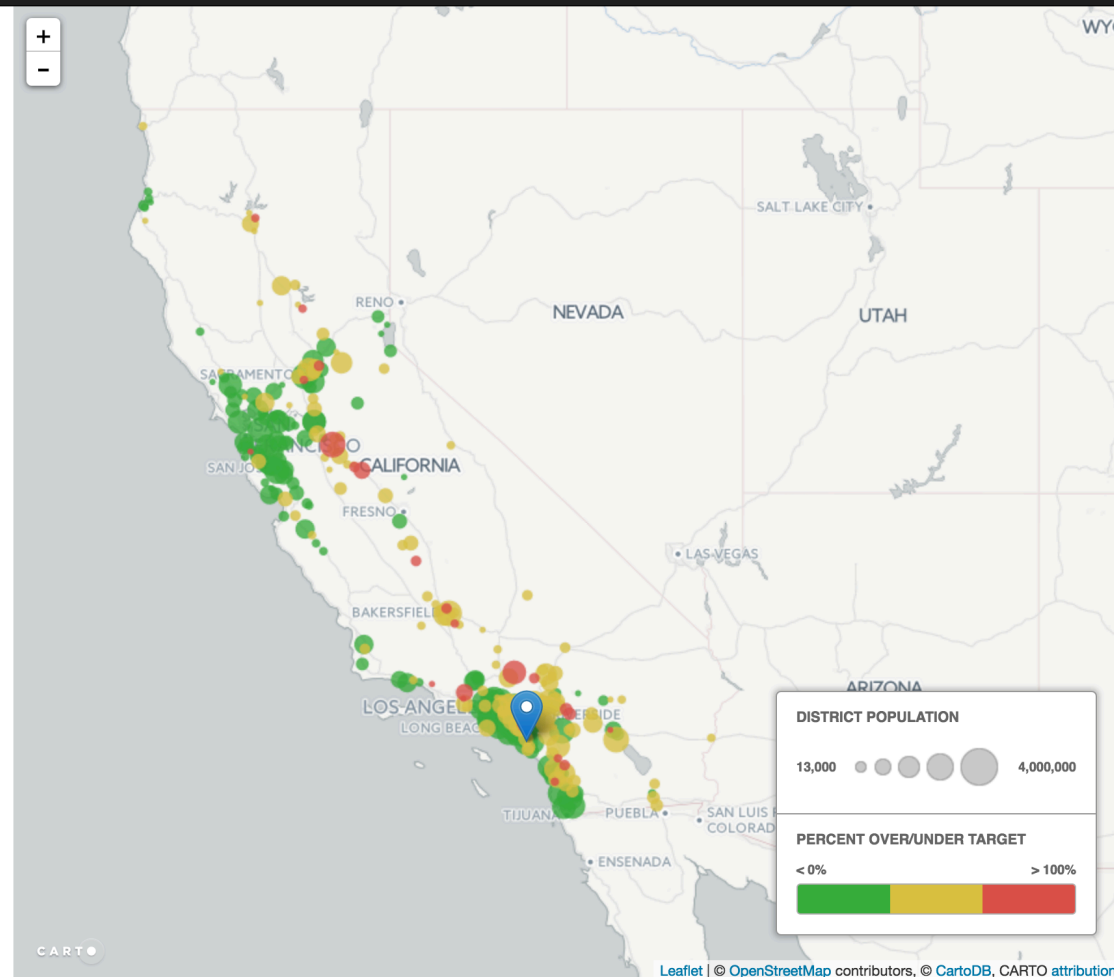 +
-
WY
SALT LAKE CITY
RENO
NEVADA
UTAH
SACRAMENTO
CALIFORNIA
SAN JO
FRESNO
LAS VEGAS
BAKERSFIEL
ARIZONA
LOS ANGEL
LONG BEAC
TIJUANA
PUEBLA
SAN LUIS
COLORAD
ENSENADA
DISTRICT POPULATION
13,000
4,000,000
PERCENT OVER/UNDER TARGET
< 0%
> 100%
CARTO
Leaflet | © OpenStreetMap contributors, © CartoDB, CARTO attribution